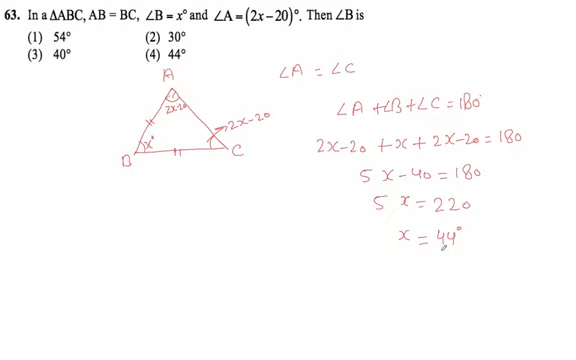 63. In a ΔABC, AB = BC, ∠B = x° and ∠A = (2x – 20)°. Then ∠B is
(1) 54° (2) 30°
(3) 40° (4) 44°
A
2x-20
x°
B
C
2x-20
∠A = ∠C
∠A +∠B +∠C = 180°
2x-20 + x + 2x-20 = 180
5x - 40 = 180
5x = 220
x = 44°